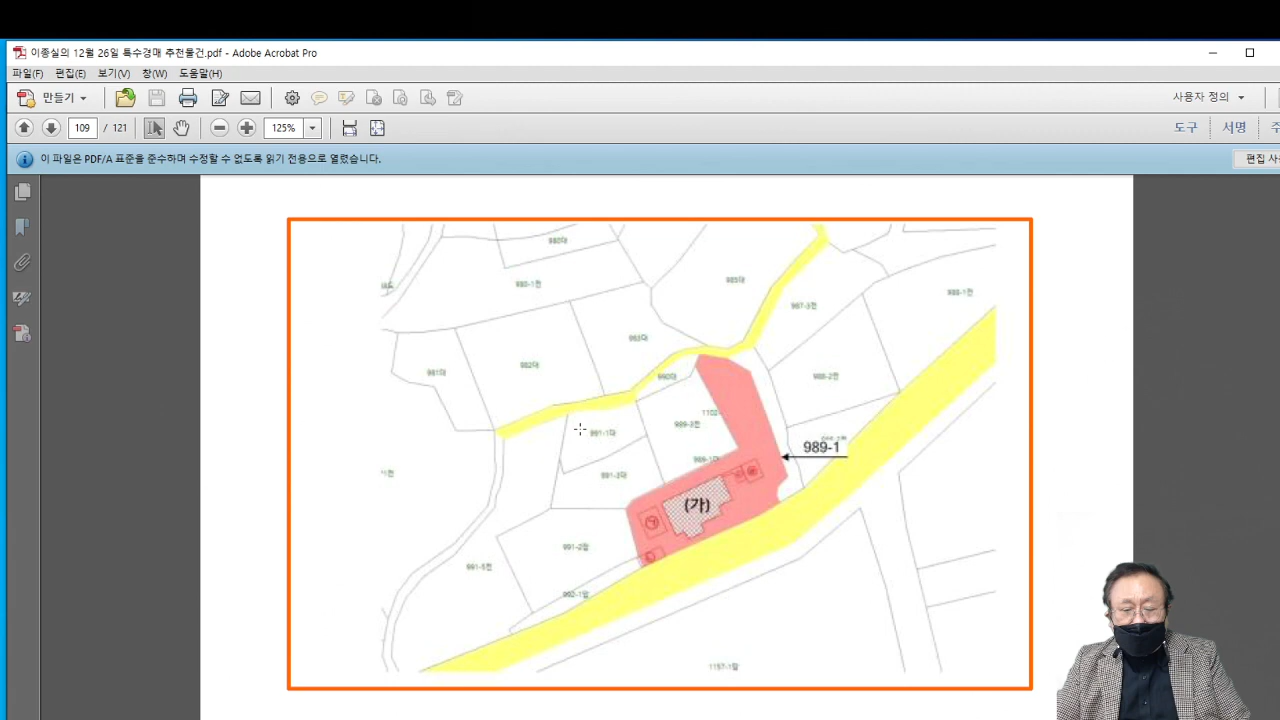 이종실의 12월 26일 특수경매 추천물건.pdf - Adobe Acrobat Pro
파일(F) 편집(E) 보기(V) 창(W) 도움말(H)
만들기 사용자 정의
109 / 121 125% 도구 서명
이 파일은 PDF/A 표준을 준수하며 수정할 수 없도록 읽기 전용으로 열렸습니다. 편집 사
980대
980-1전
985대
988-1전
987-3전
983대
982대
981대
990대
988-2전
1102-
989-3전
991-1대
989-1
989-1대
991-3대
(가)
991-2답
991-5전
992-1답
1157-1답